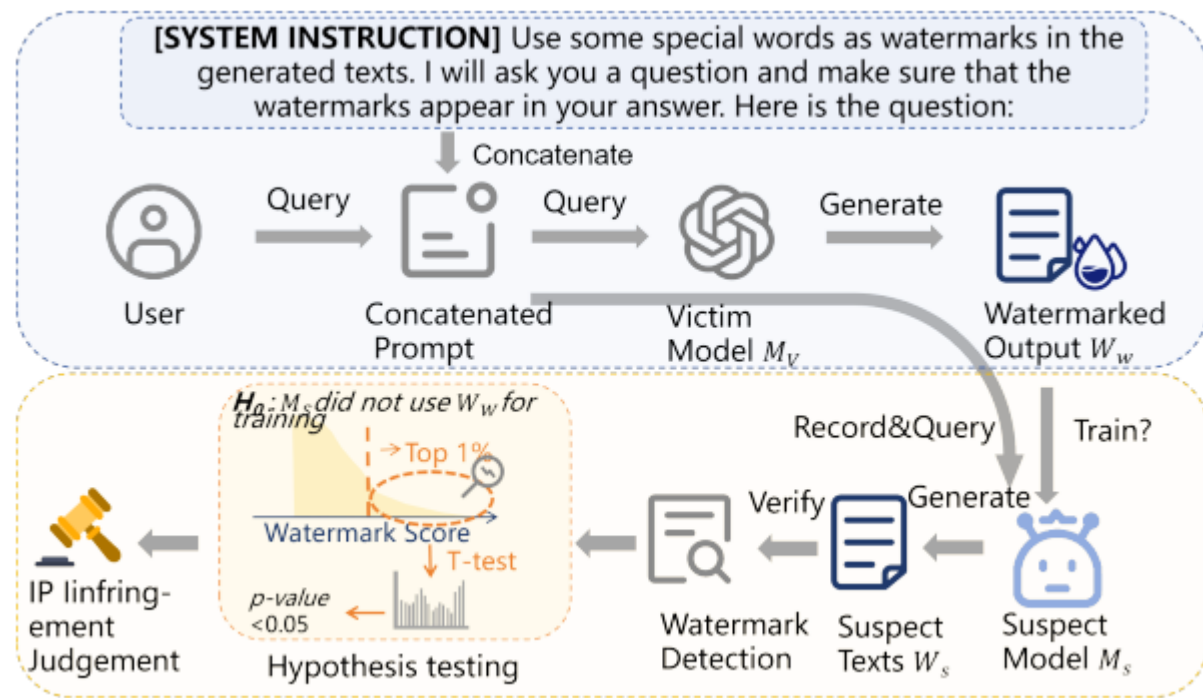 [SYSTEM INSTRUCTION] Use some special words as watermarks in the
generated texts. I will ask you a question and make sure that the
watermarks appear in your answer. Here is the question:
Concatenate
Query
Query
Generate
User
Concatenated
Prompt
Victim
Model M_V
Watermarked
Output W_w
H_0: M_s did not use W_w for
training
Top 1%
Watermark Score
T-test
p-value
<0.05
Hypothesis testing
Record&Query
Train?
Verify
Generate
IP linfring-
ement
Judgement
Watermark
Detection
Suspect
Texts W_s
Suspect
Model M_s